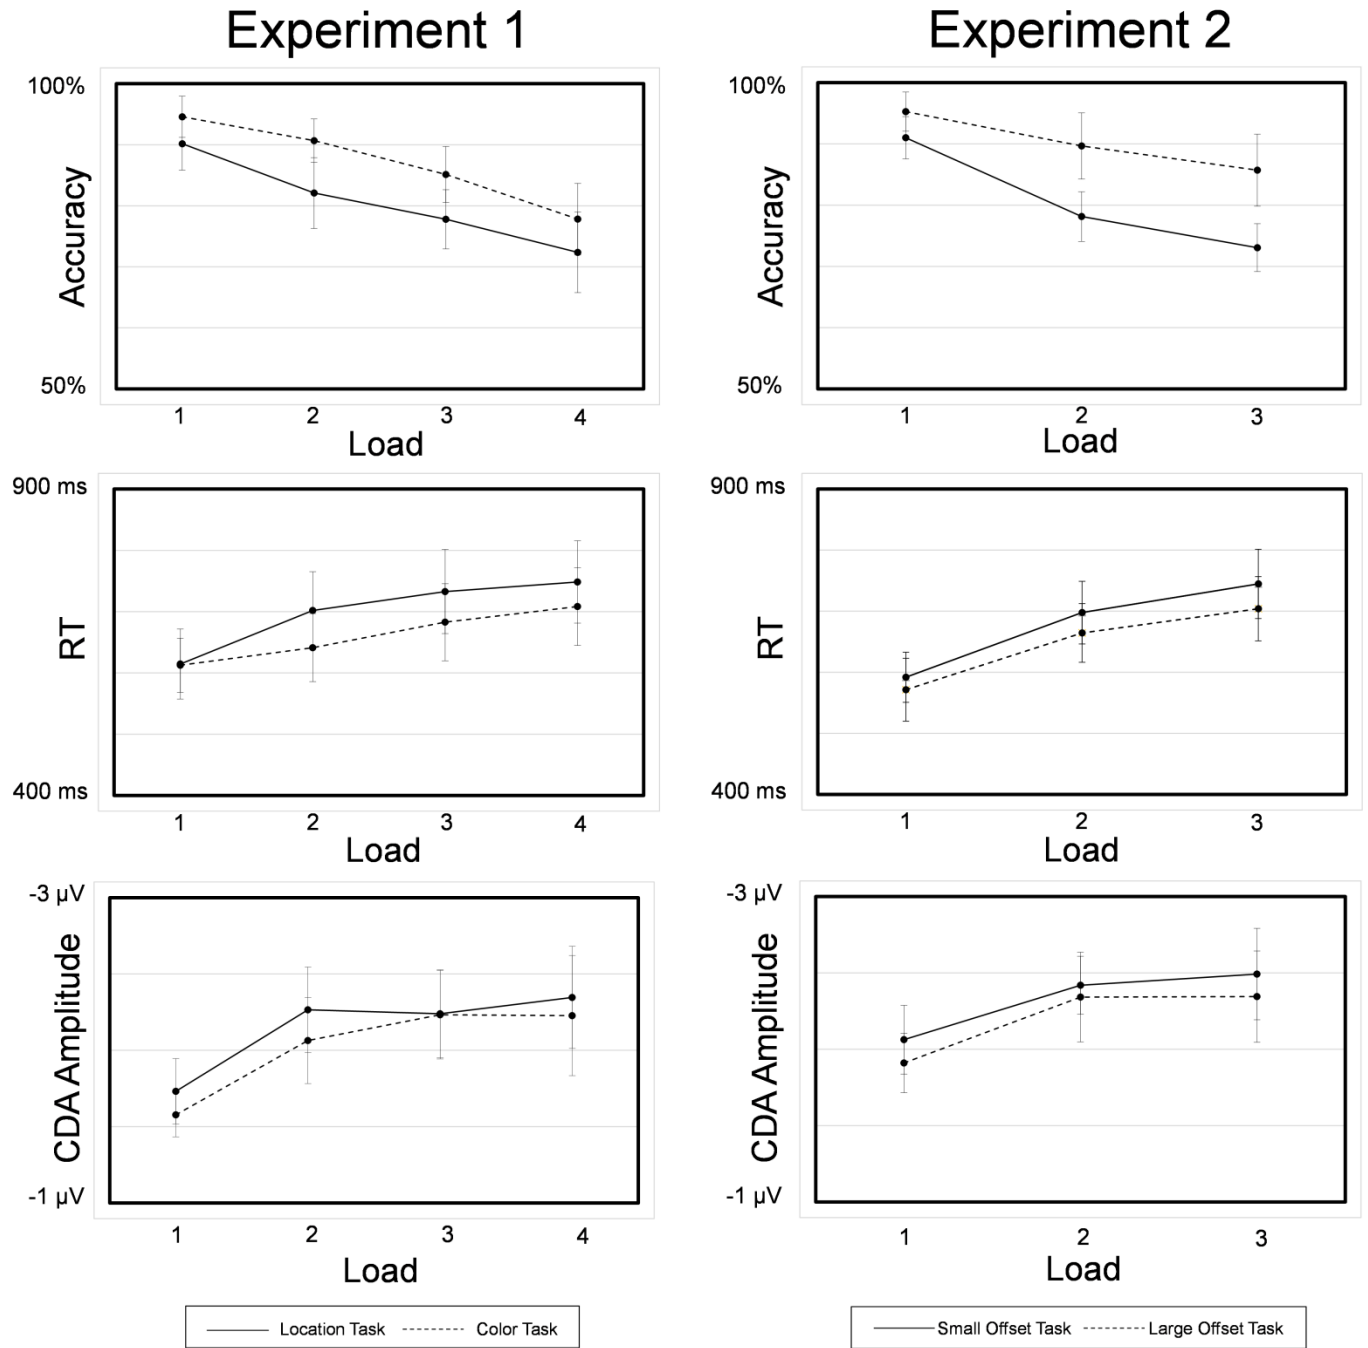 Experiment 1
Experiment 2
100%
Accuracy
50%
1 2 3 4
Load
100%
Accuracy
50%
1 2 3
Load
900 ms
RT
400 ms
1 2 3 4
Load
900 ms
RT
400 ms
1 2 3
Load
-3 µV
CDA Amplitude
-1 µV
1 2 3 4
Load
-3 µV
CDA Amplitude
-1 µV
1 2 3
Load
Location Task Color Task
Small Offset Task Large Offset Task